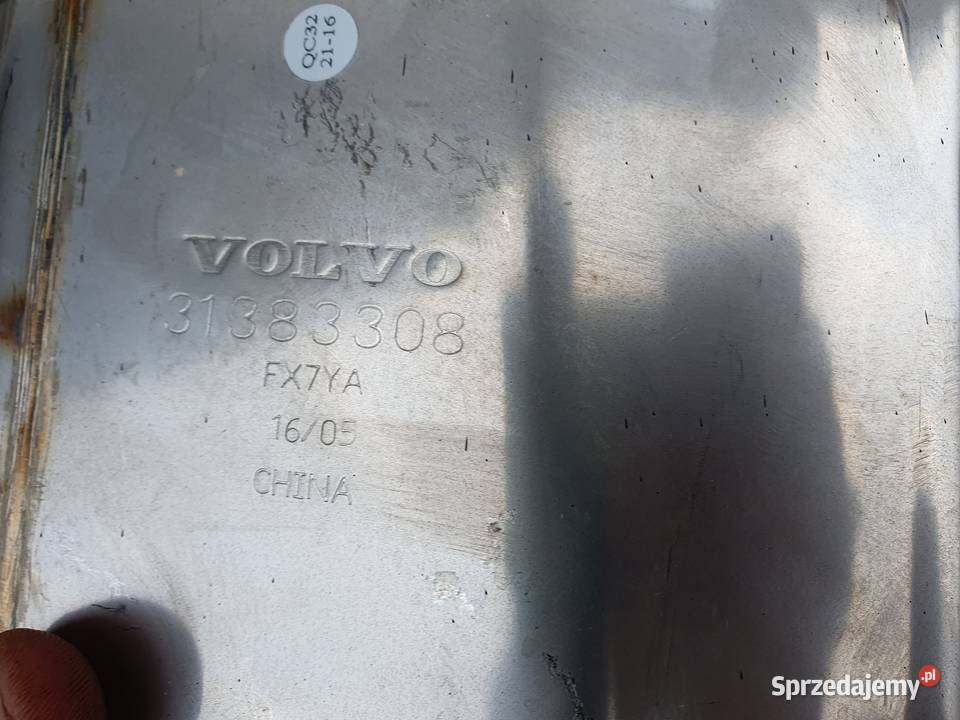 QC32
21-16
VOLVO
31383308
FX7YA
16/05
CHINA
Sprzedajemy.pl